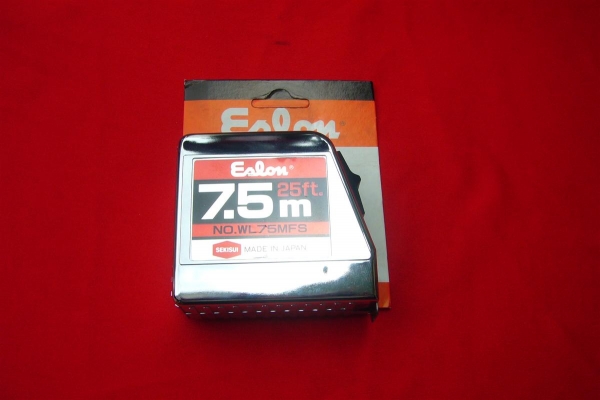 Eslon
Eslon®
7.5m
25ft.
NO.WL75MFS
SEKISUI MADE IN JAPAN